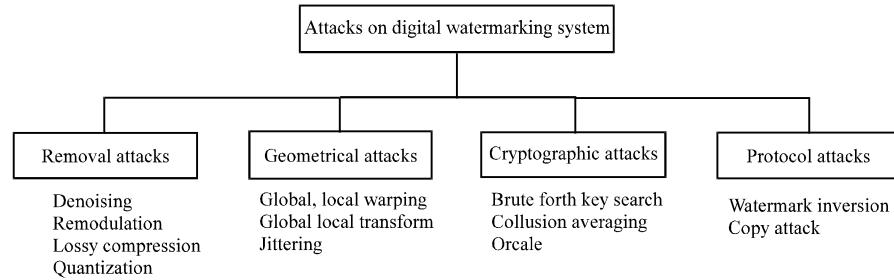 Attacks on digital watermarking system
Removal attacks
Denoising
Remodulation
Lossy compression
Quantization
Geometrical attacks
Global, local warping
Global local transform
Jittering
Cryptographic attacks
Brute forth key search
Collusion averaging
Orcale
Protocol attacks
Watermark inversion
Copy attack